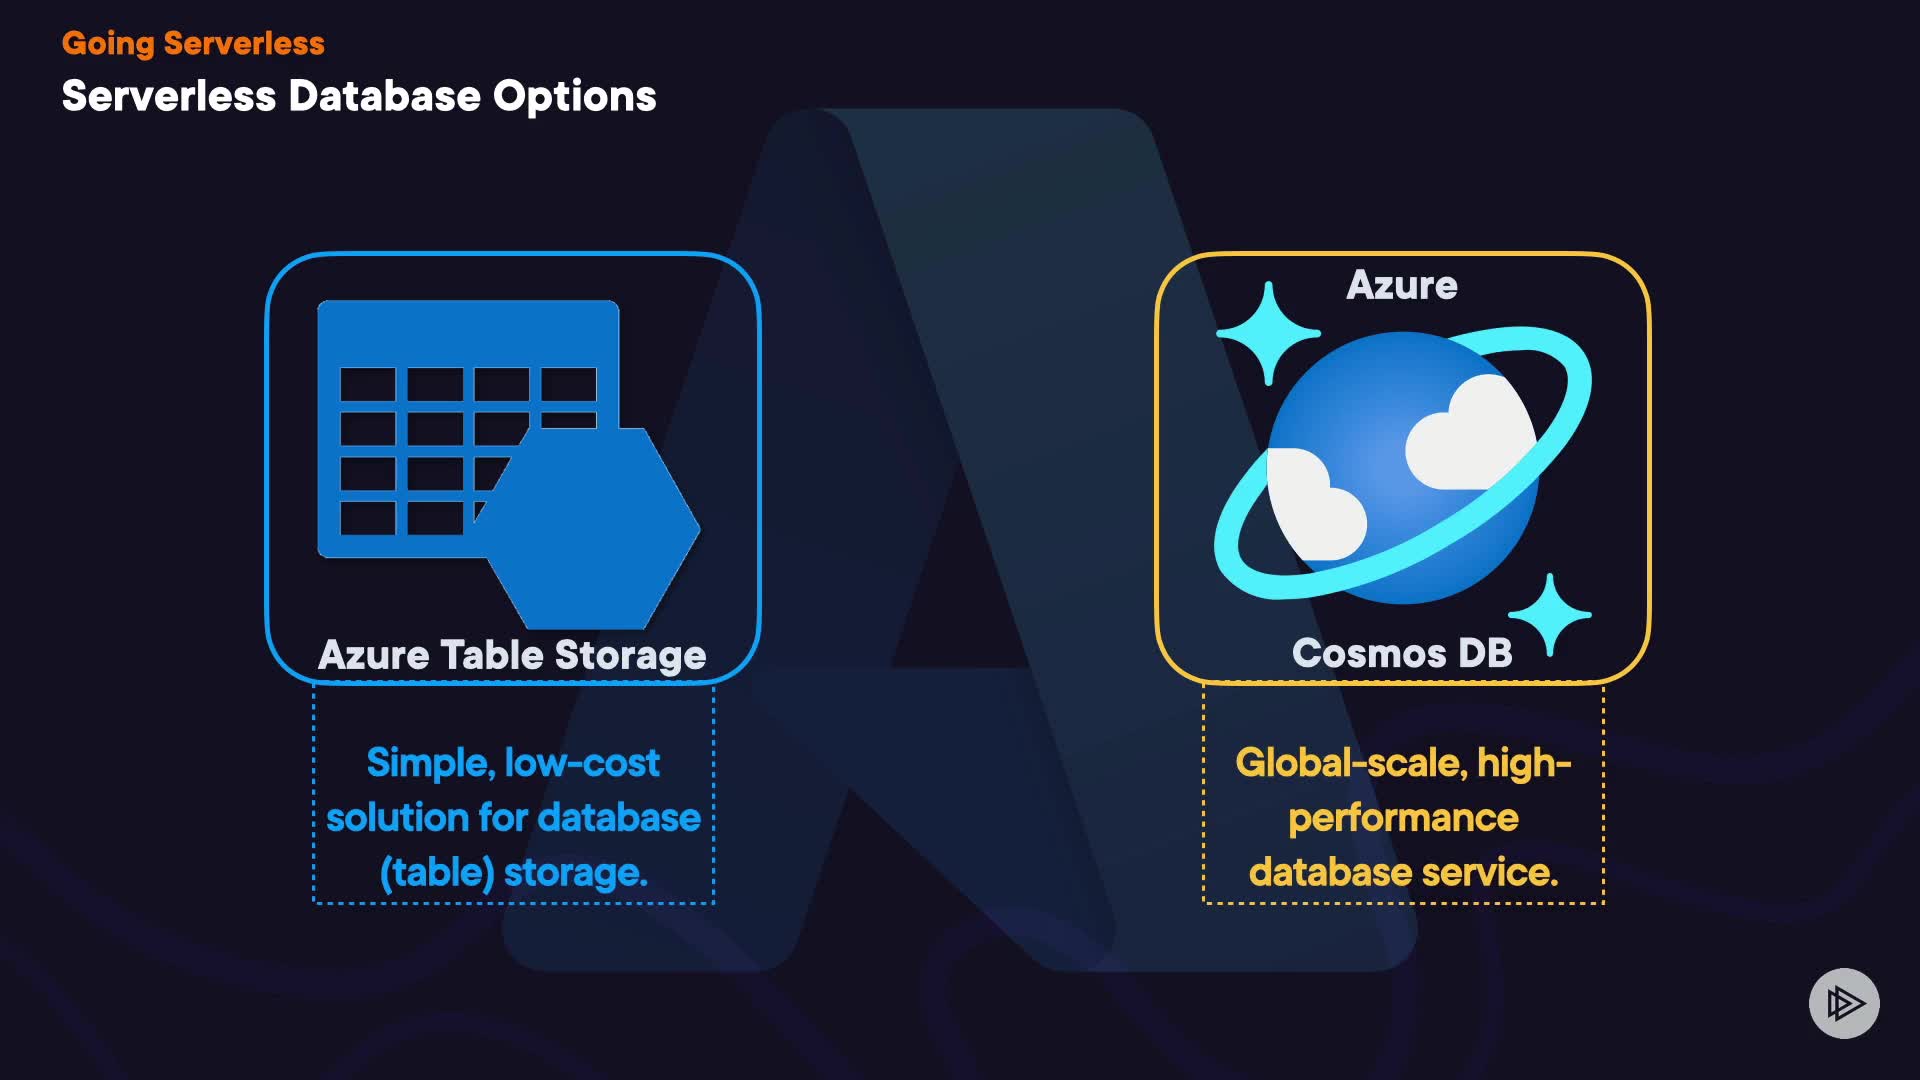 Going Serverless
Serverless Database Options
Azure Table Storage
Simple, low-cost
solution for database
(table) storage.
Azure
Cosmos DB
Global-scale, high-
performance
database service.